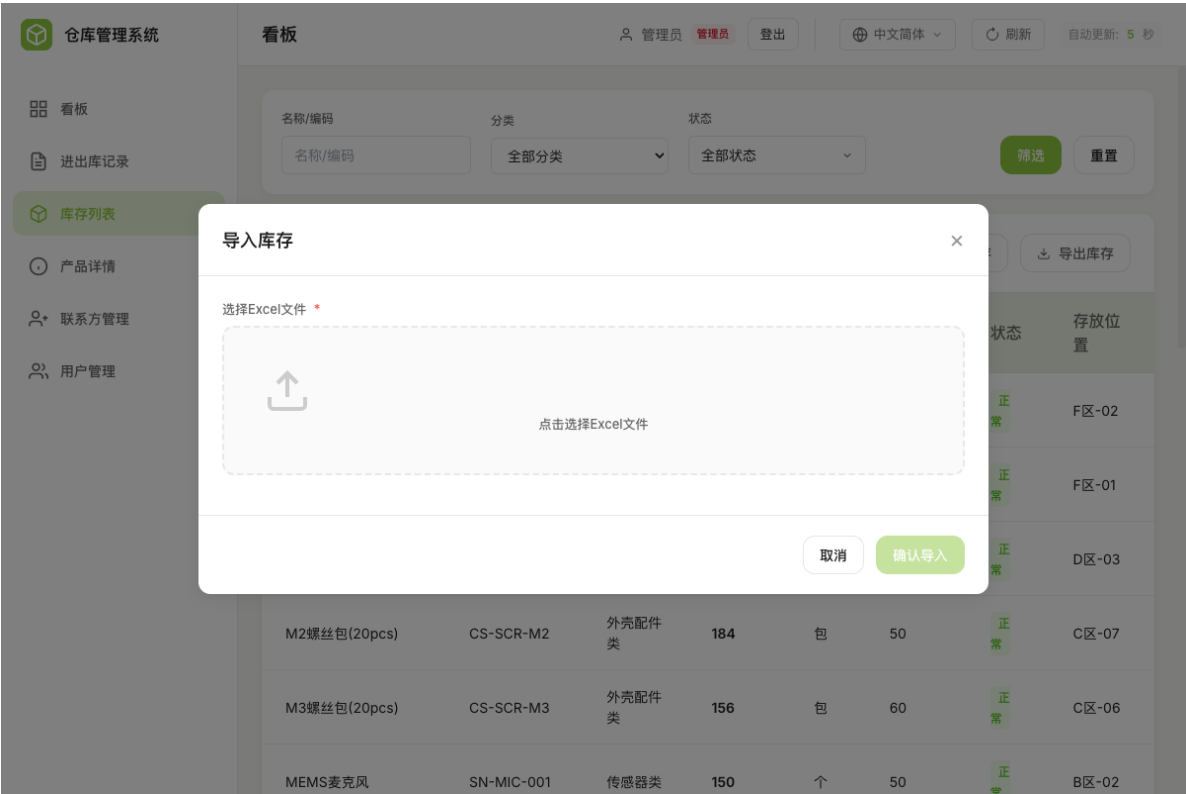 仓库管理系统
看板
管理员
管理员
登出
中文简体
刷新
自动更新: 5 秒
看板
进出库记录
库存列表
产品详情
联系方管理
用户管理
名称/编码
分类
状态
名称/编码
全部分类
全部状态
筛选
重置
导出库存
导入库存
选择Excel文件 *
点击选择Excel文件
取消
确认导入
状态
存放位
置
正
常
F区-02
正
常
F区-01
正
常
D区-03
M2螺丝包(20pcs)
CS-SCR-M2
外壳配件
类
184
包
50
正
常
C区-07
M3螺丝包(20pcs)
CS-SCR-M3
外壳配件
类
156
包
60
正
常
C区-06
MEMS麦克风
SN-MIC-001
传感器类
150
个
50
正
常
B区-02